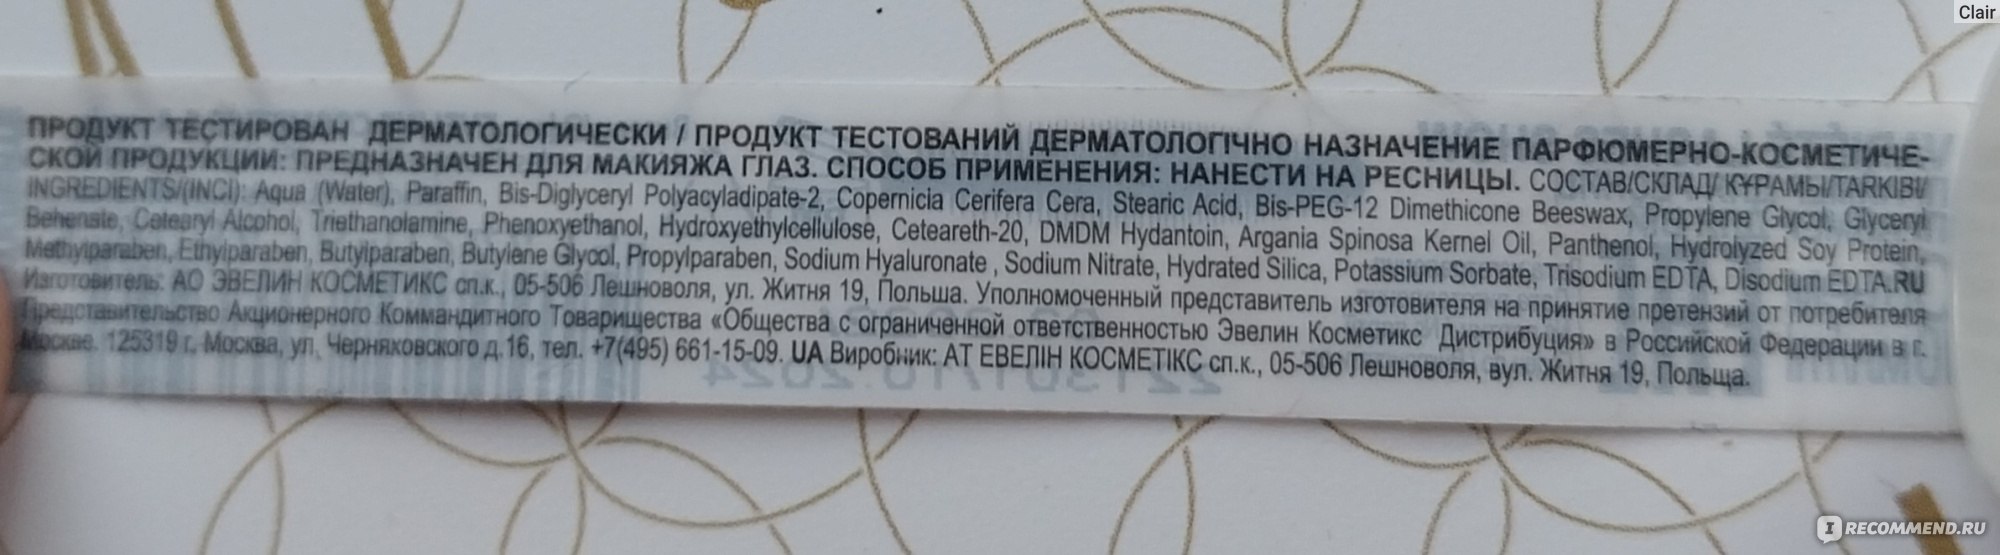 Clair
ПРОДУКТ ТЕСТИРОВАН ДЕРМАТОЛОГИЧЕСКИ / ПРОДУКТ ТЕСТОВАНИЙ ДЕРМАТОЛОГІЧНО НАЗНАЧЕНИЕ ПАРФЮМЕРНО-КОСМЕТИЧЕ-
СКОЙ ПРОДУКЦИИ: ПРЕДНАЗНАЧЕН ДЛЯ МАКИЯЖА ГЛАЗ. СПОСОБ ПРИМЕНЕНИЯ: НАНЕСТИ НА РЕСНИЦЫ. СОСТАВ/СКЛАД/ ҚҰРАМЫ/TARKIBI/
INGREDIENTS/(INCI): Aqua (Water), Paraffin, Bis-Diglyceryl Polyacyladipate-2, Copernicia Cerifera Cera, Stearic Acid, Bis-PEG-12 Dimethicone Beeswax, Propylene Glycol, Glyceryl
Behenate, Cetearyl Alcohol, Triethanolamine, Phenoxyethanol, Hydroxyethylcellulose, Ceteareth-20, DMDM Hydantoin, Argania Spinosa Kernel Oil, Panthenol, Hydrolyzed Soy Protein,
Methylparaben, Ethylparaben, Butylparaben, Butylene Glycol, Propylparaben, Sodium Hyaluronate , Sodium Nitrate, Hydrated Silica, Potassium Sorbate, Trisodium EDTA, Disodium EDTA.RU
Изготовитель: АО ЭВЕЛИН КОСМЕТИКС сп.к., 05-506 Лешноволя, ул. Житня 19, Польша. Уполномоченный представитель изготовителя на принятие претензий от потребителя
Представительство Акционерного Коммандитного Товарищества «Общества с ограниченной ответственностью Эвелин Косметикс Дистрибуция» в Российской Федерации в г.
Москве. 125319 г. Москва, ул. Черняховского д.16, тел. +7(495) 661-15-09. UA Виробник: АТ ЕВЕЛІН КОСМЕТІКС сп.к., 05-506 Лешноволя, вул. Житня 19, Польща.
IRECOMMEND.RU